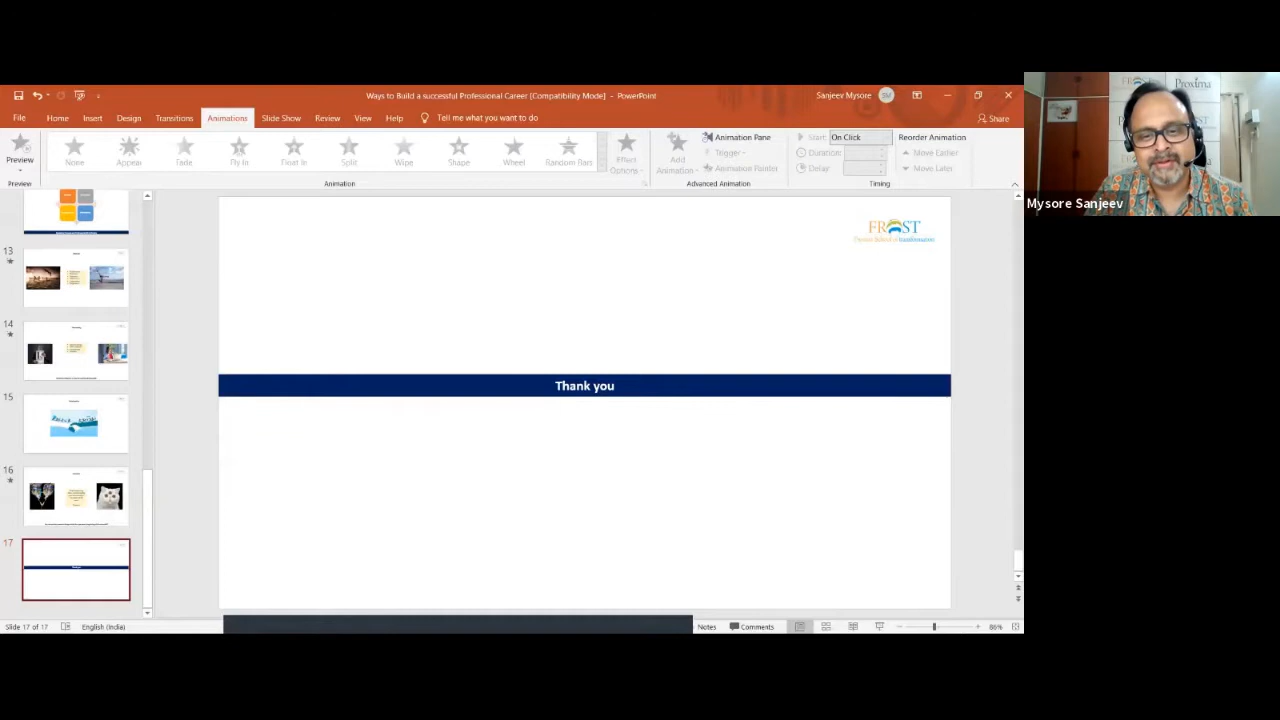 Ways to Build a successful Professional Career [Compatibility Mode] - PowerPoint
Sanjeev Mysore
SM
File Home Insert Design Transitions Animations Slide Show Review View Help Tell me what you want to do
Share
Preview
None Appear Fade Fly In Float In Split Wipe Shape Wheel Random Bars
Effect Options
Add Animation
Animation Pane
Trigger
Animation Painter
Start: On Click
Duration:
Delay:
Reorder Animation
Move Earlier
Move Later
Preview
Animation
Advanced Animation
Timing
13
14
15
16
17
FROST
Thank you
Slide 17 of 17
English (India)
Notes
Comments
86%
Proxima
Mysore Sanjeev